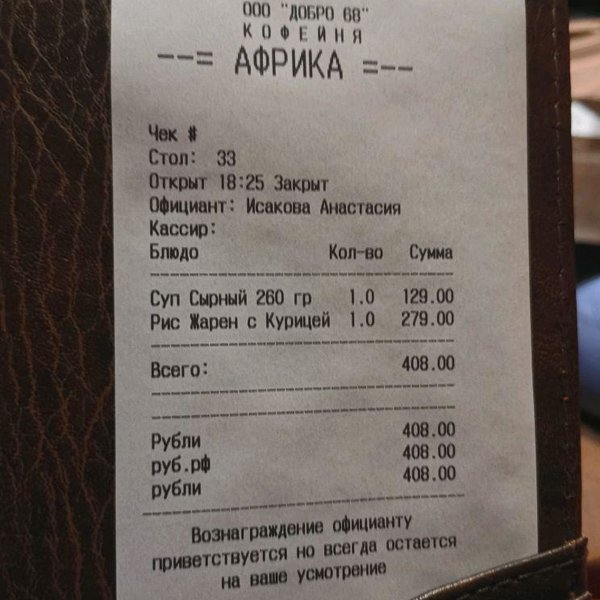 ООО "ДОБРО 68"
КОФЕЙНЯ
--= АФРИКА =--
Чек #
Стол: 33
Открыт 18:25 Закрыт
Официант: Исакова Анастасия
Кассир:
Блюдо Кол-во Сумма
Суп Сырный 260 гр 1.0 129.00
Рис Жарен с Курицей 1.0 279.00
Всего: 408.00
Рубли 408.00
руб.рф 408.00
рубли 408.00
Вознаграждение официанту
приветствуется но всегда остается
на ваше усмотрение